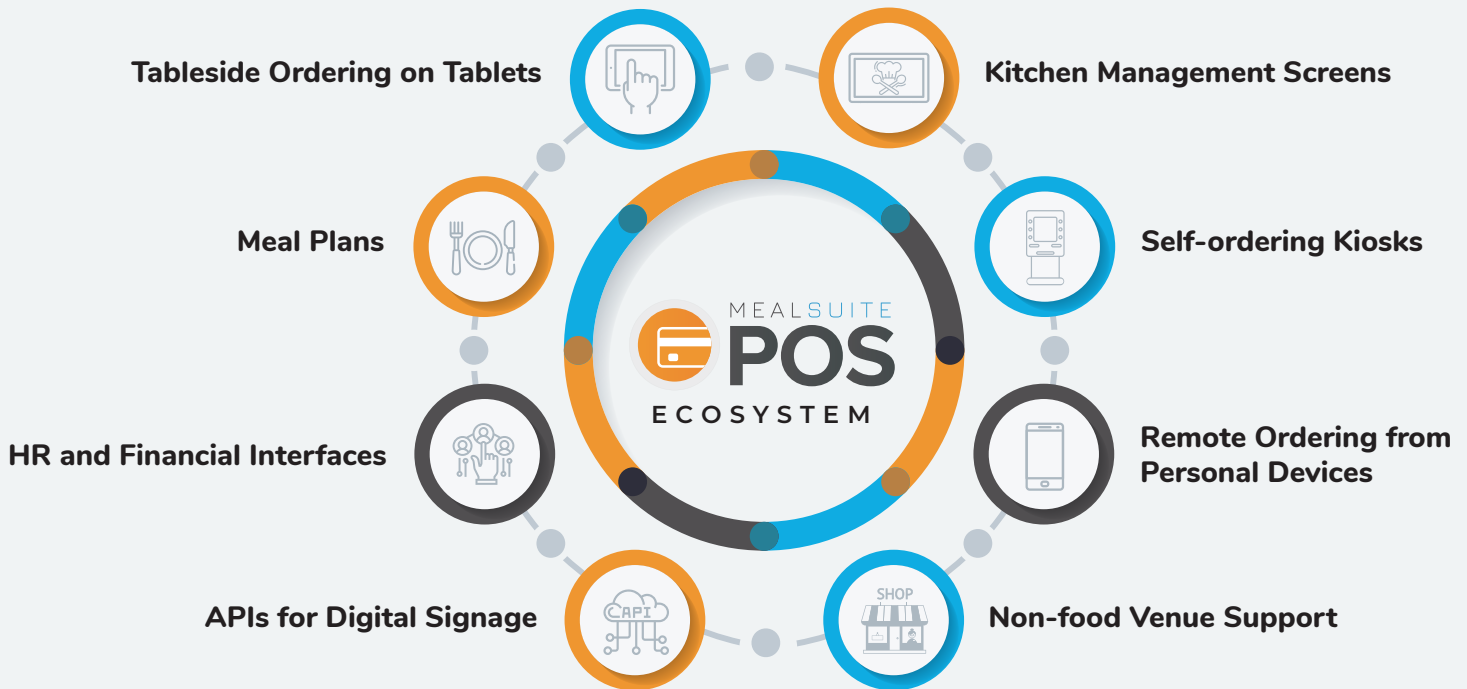 Tableside Ordering on Tablets
Kitchen Management Screens
Meal Plans
Self-ordering Kiosks
MEALSUITE
POS
ECOSYSTEM
HR and Financial Interfaces
Remote Ordering from
Personal Devices
API
APIs for Digital Signage
SHOP
Non-food Venue Support